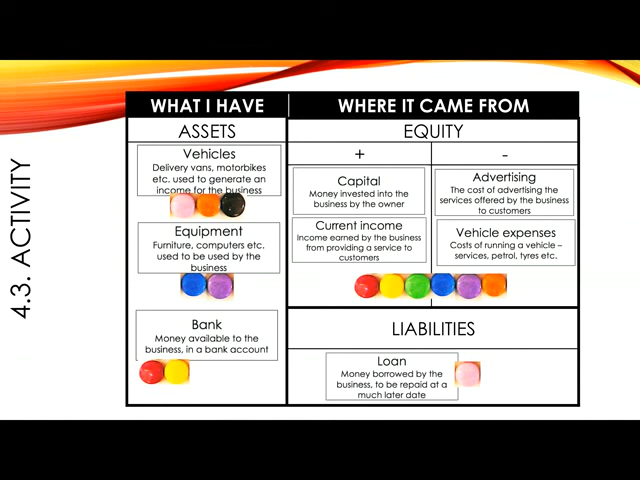 4.3. ACTIVITY
WHAT I HAVE
WHERE IT CAME FROM
ASSETS
EQUITY
+
-
Vehicles
Delivery vans, motorbikes
etc. used to generate an
income for the business
Equipment
Furniture, computers etc.
used to be used by the
business
Bank
Money available to the
business, in a bank account
Capital
Money invested into the
business by the owner
Current income
Income earned by the business
from providing a service to
customers
Advertising
The cost of advertising the
services offered by the business
to customers
Vehicle expenses
Costs of running a vehicle –
services, petrol, tyres etc.
LIABILITIES
Loan
Money borrowed by the
business, to be repaid at a
much later date